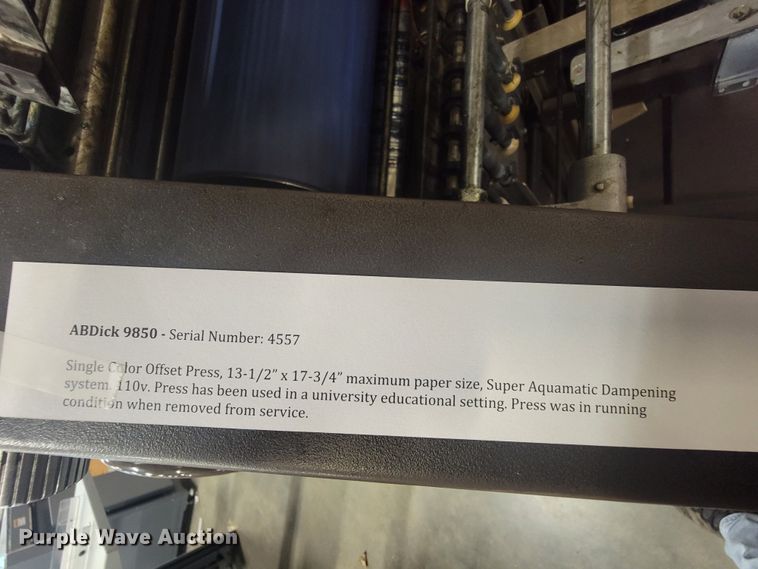 ABDick 9850 - Serial Number: 4557
Single Color Offset Press, 13-1/2" x 17-3/4" maximum paper size, Super Aquamatic Dampening
system. 110v. Press has been used in a university educational setting. Press was in running
condition when removed from service.
Purple Wave Auction